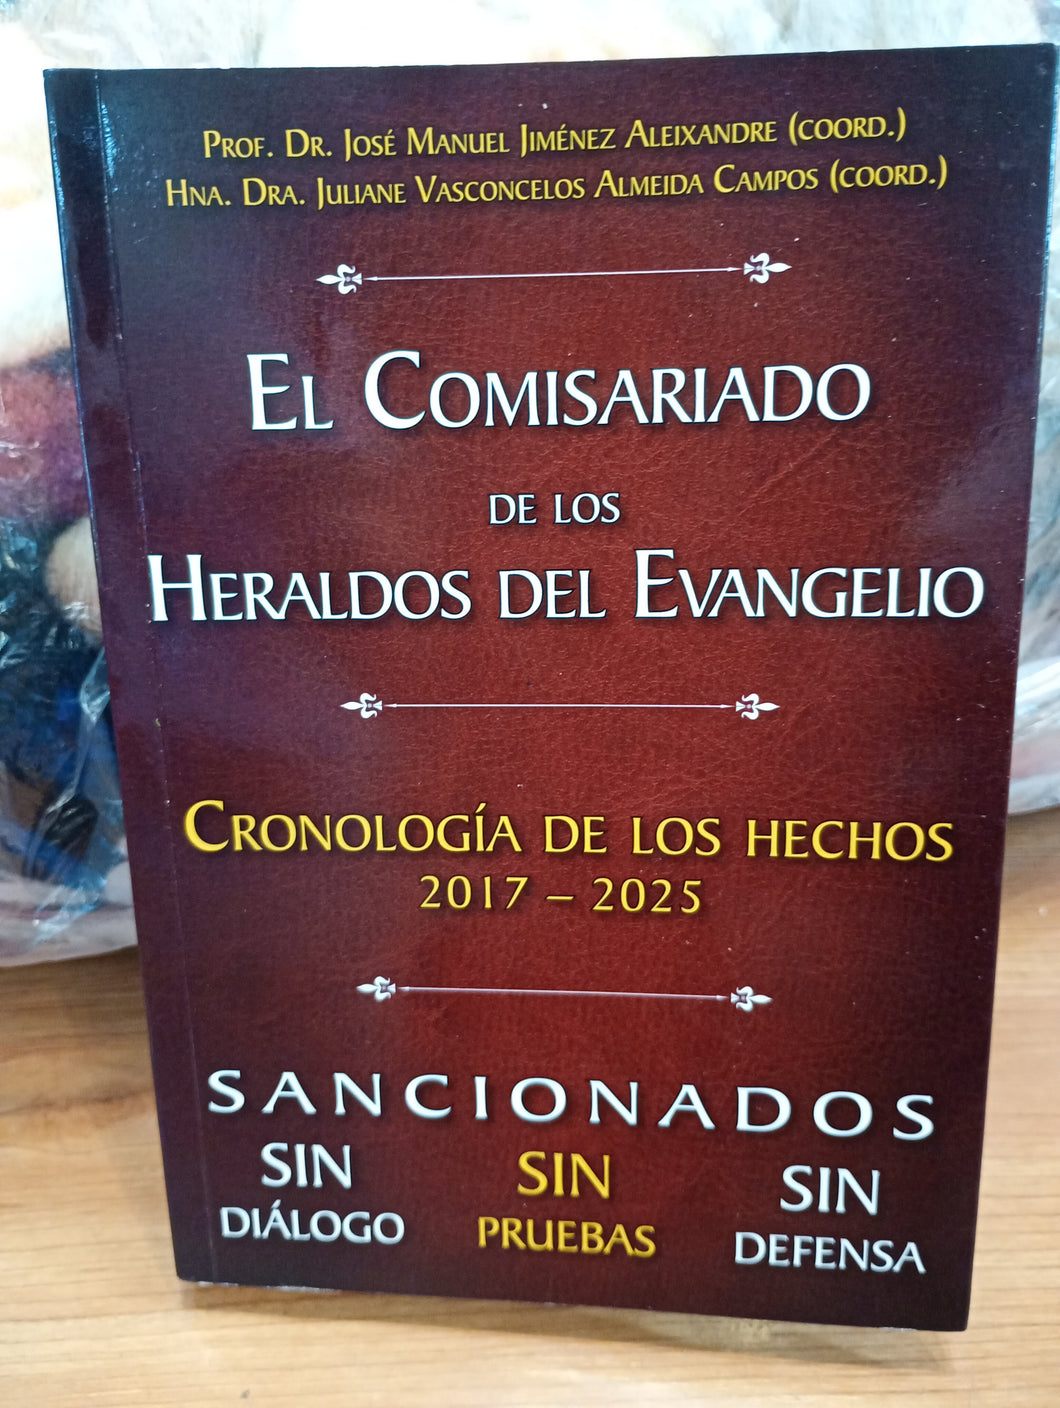 Prof. Dr. José Manuel Jiménez Aleixandre (coord.)
Hna. Dra. Juliane Vasconcelos Almeida Campos (coord.)
El Comisariado
de los
Heraldos del Evangelio
Cronología de los hechos
2017 – 2025
SANCIONADOS
SIN SIN SIN
DIÁLOGO PRUEBAS DEFENSA